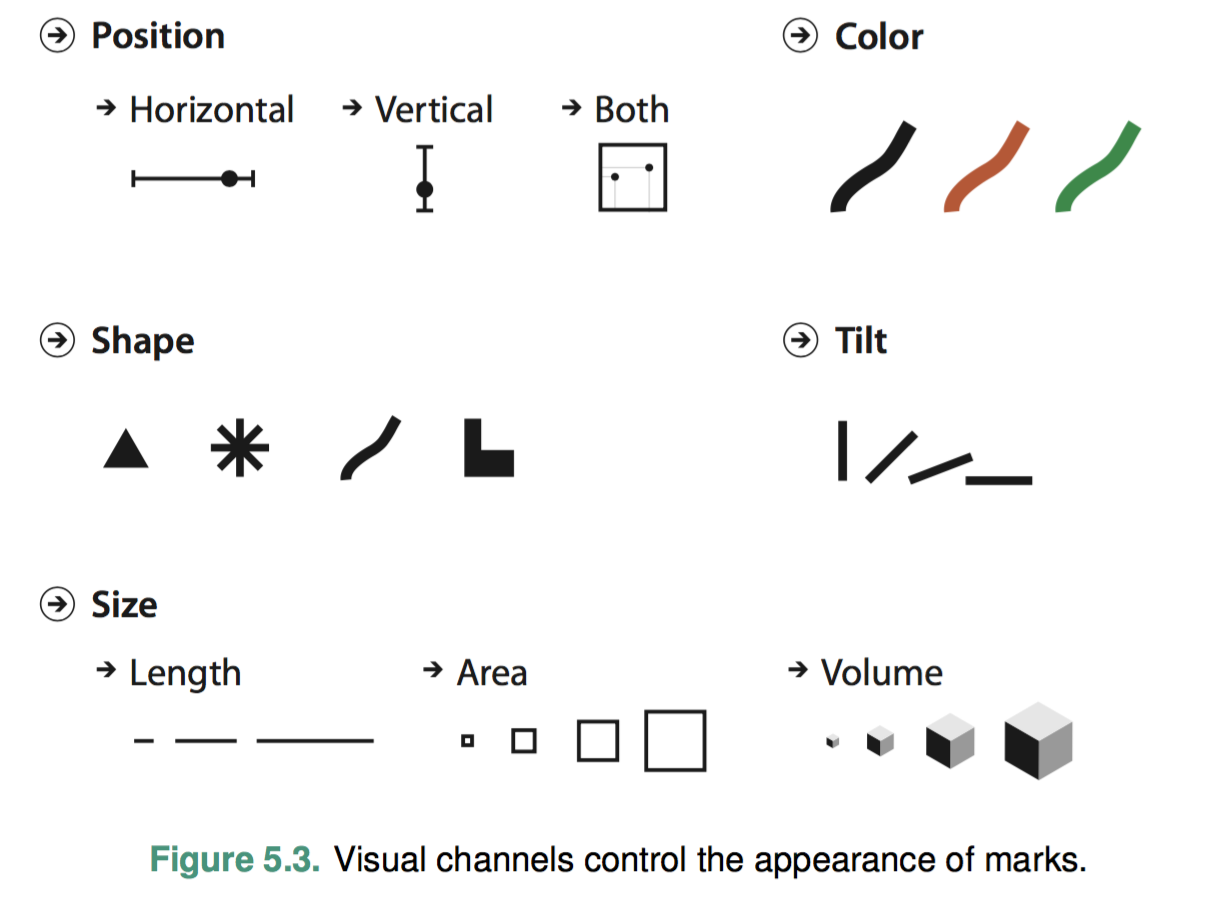 Position
Color
Horizontal
Vertical
Both
Shape
Tilt
Size
Length
Area
Volume
Figure 5.3. Visual channels control the appearance of marks.